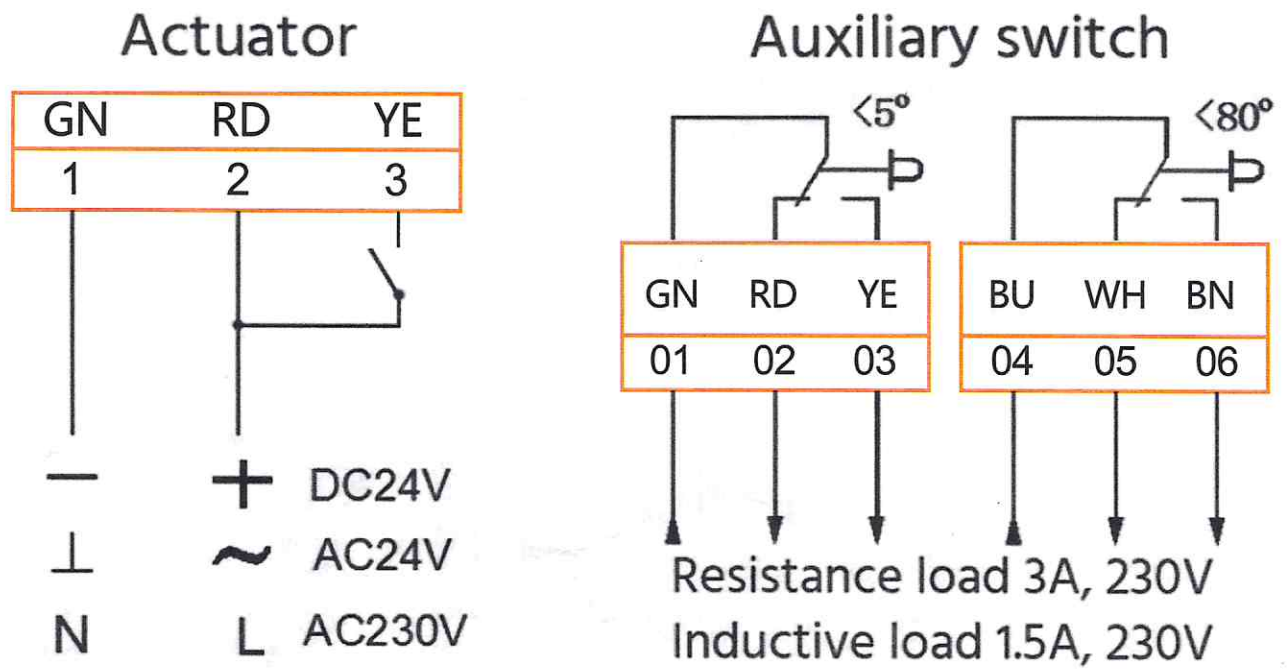 Actuator
GN RD YE
1 2 3
− + DC24V
⊥ ~ AC24V
N L AC230V
Auxiliary switch
<5° <80°
GN RD YE BU WH BN
01 02 03 04 05 06
Resistance load 3A, 230V
Inductive load 1.5A, 230V